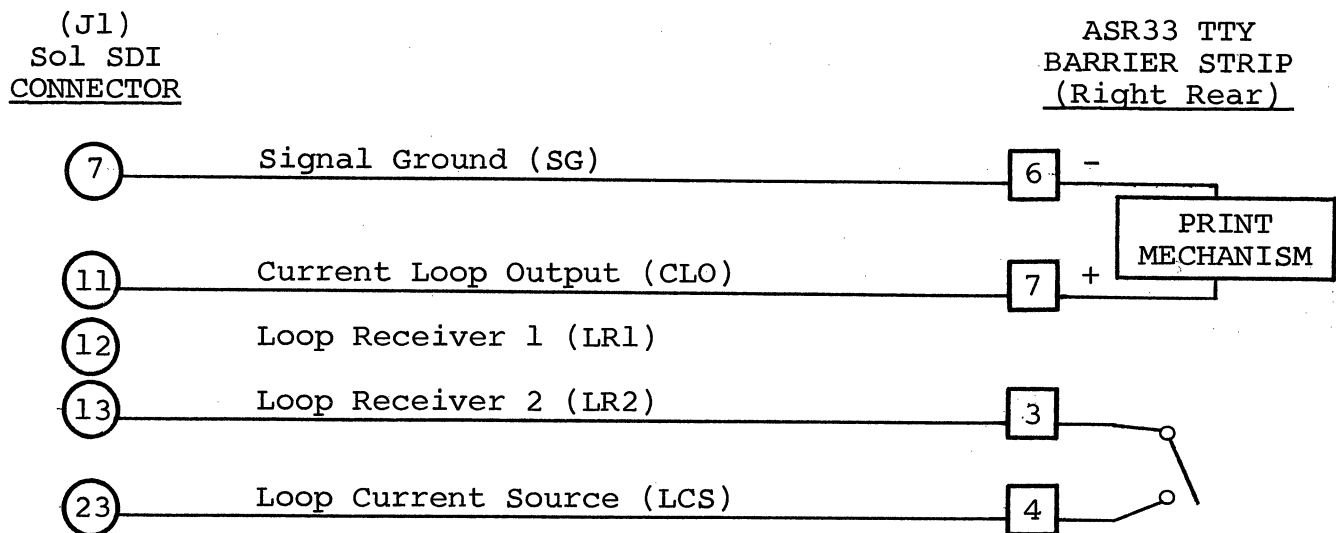 (J1)
Sol SDI
CONNECTOR
ASR33 TTY
BARRIER STRIP
(Right Rear)
7 Signal Ground (SG) 6 -
PRINT
MECHANISM
11 Current Loop Output (CLO) 7 +
12 Loop Receiver 1 (LR1)
13 Loop Receiver 2 (LR2) 3
23 Loop Current Source (LCS) 4